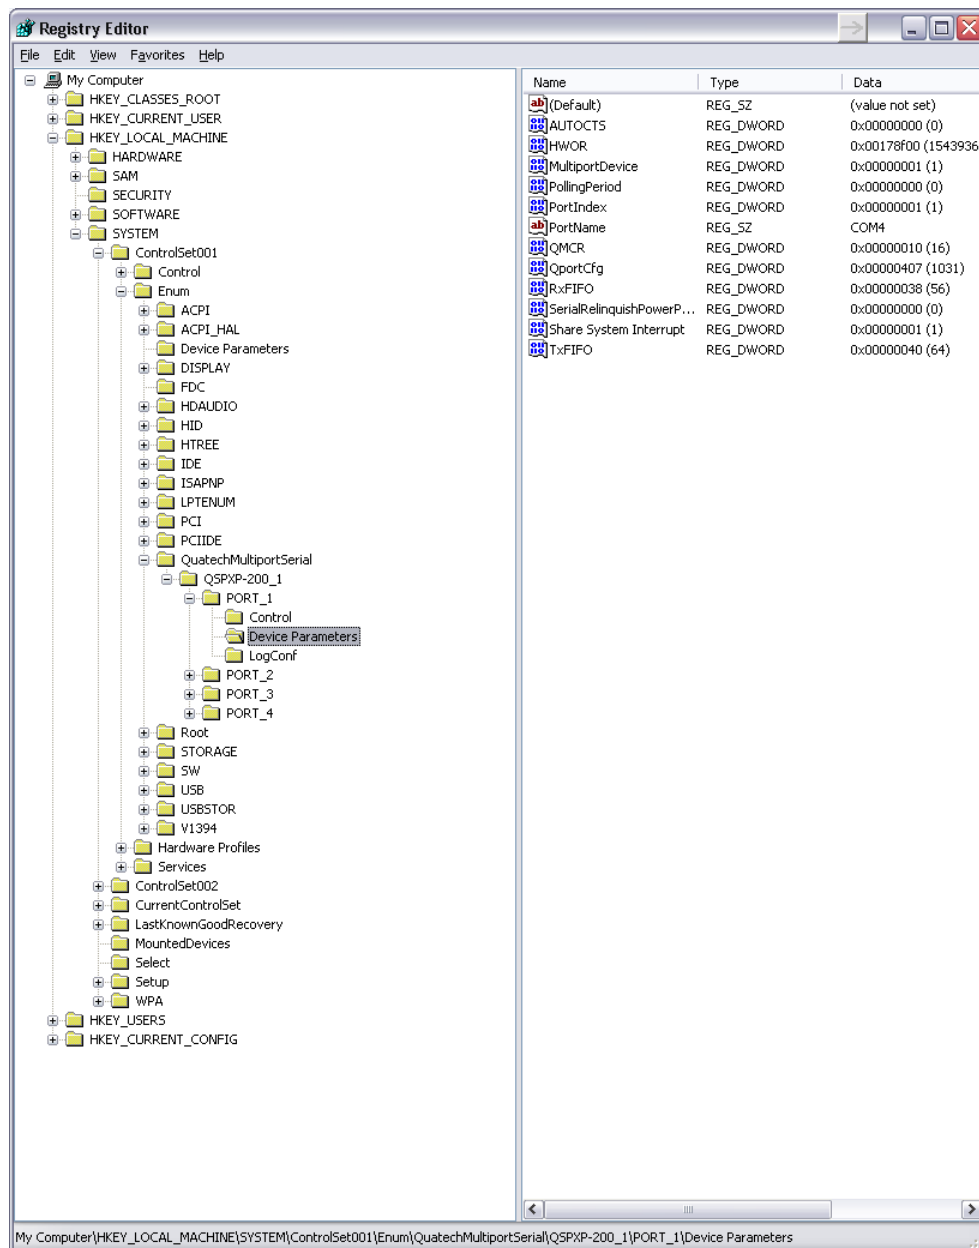 Registry Editor
File Edit View Favorites Help
My Computer
HKEY_CLASSES_ROOT
HKEY_CURRENT_USER
HKEY_LOCAL_MACHINE
HARDWARE
SAM
SECURITY
SOFTWARE
SYSTEM
ControlSet001
Control
Enum
ACPI
ACPI_HAL
Device Parameters
DISPLAY
FDC
HDAUDIO
HID
HTREE
IDE
ISAPNP
LPTENUM
PCI
PCIIDE
QuatechMultiportSerial
QSPXP-200_1
PORT_1
Control
Device Parameters
LogConf
PORT_2
PORT_3
PORT_4
Root
STORAGE
SW
USB
USBSTOR
V1394
Hardware Profiles
Services
ControlSet002
CurrentControlSet
LastKnownGoodRecovery
MountedDevices
Select
Setup
WPA
HKEY_USERS
HKEY_CURRENT_CONFIG
Name Type Data
(Default) REG_SZ (value not set)
AUTOCTS REG_DWORD 0x00000000 (0)
HWOR REG_DWORD 0x00178f00 (1543936
MultiportDevice REG_DWORD 0x00000001 (1)
PollingPeriod REG_DWORD 0x00000000 (0)
PortIndex REG_DWORD 0x00000001 (1)
PortName REG_SZ COM4
QMCR REG_DWORD 0x00000010 (16)
QportCfg REG_DWORD 0x00000407 (1031)
RxFIFO REG_DWORD 0x00000038 (56)
SerialRelinquishPowerP... REG_DWORD 0x00000000 (0)
Share System Interrupt REG_DWORD 0x00000001 (1)
TxFIFO REG_DWORD 0x00000040 (64)
My Computer\HKEY_LOCAL_MACHINE\SYSTEM\ControlSet001\Enum\QuatechMultiportSerial\QSPXP-200_1\PORT_1\Device Parameters